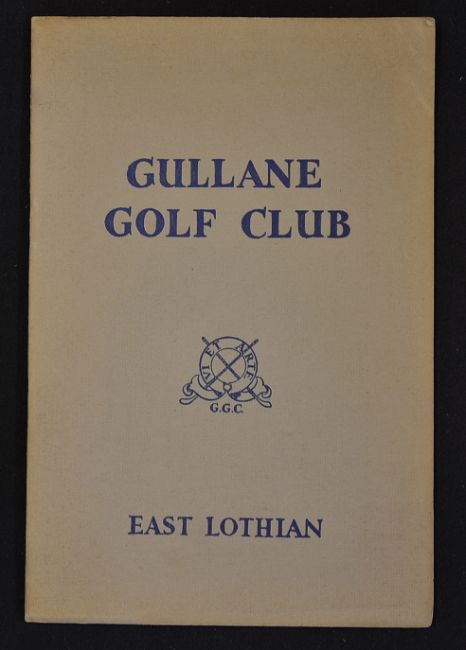 GULLANE
GOLF CLUB
VI ET ARTE
G.G.C.
EAST LOTHIAN